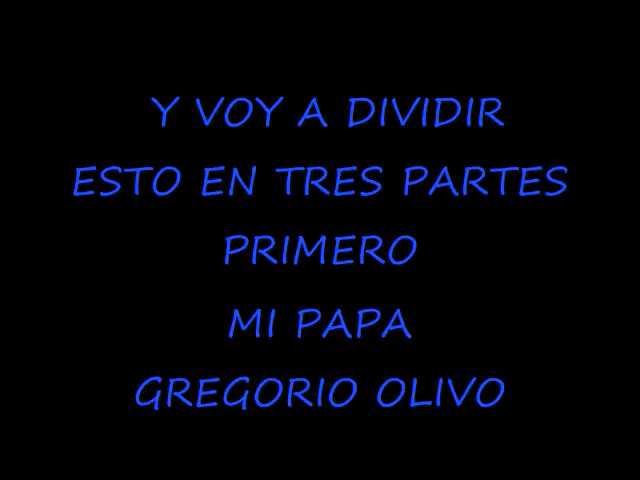 Y VOY A DIVIDIR
ESTO EN TRES PARTES
PRIMERO
MI PAPA
GREGORIO OLIVO